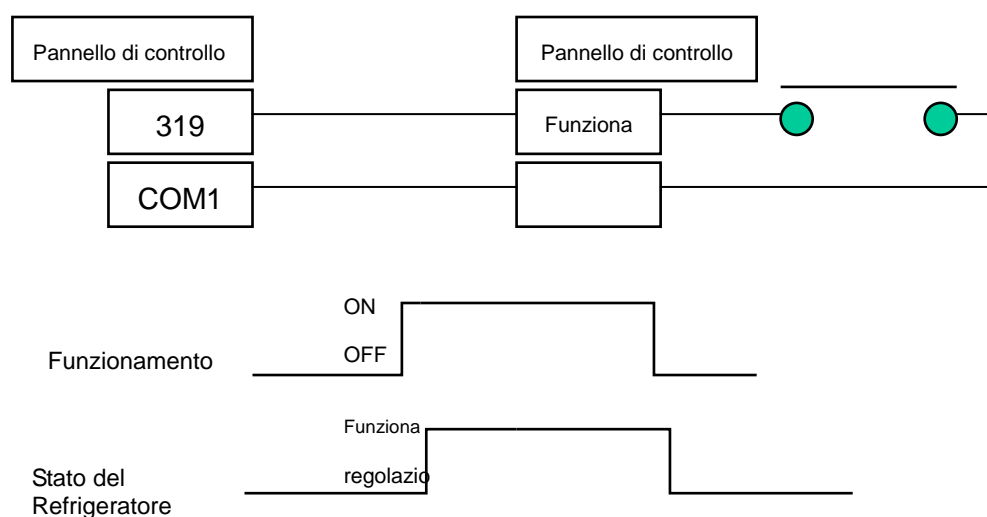 Pannello di controllo
Pannello di controllo
319
Funziona
COM1
ON
OFF
Funzionamento
Funziona
regolazio
Stato del
Refrigeratore